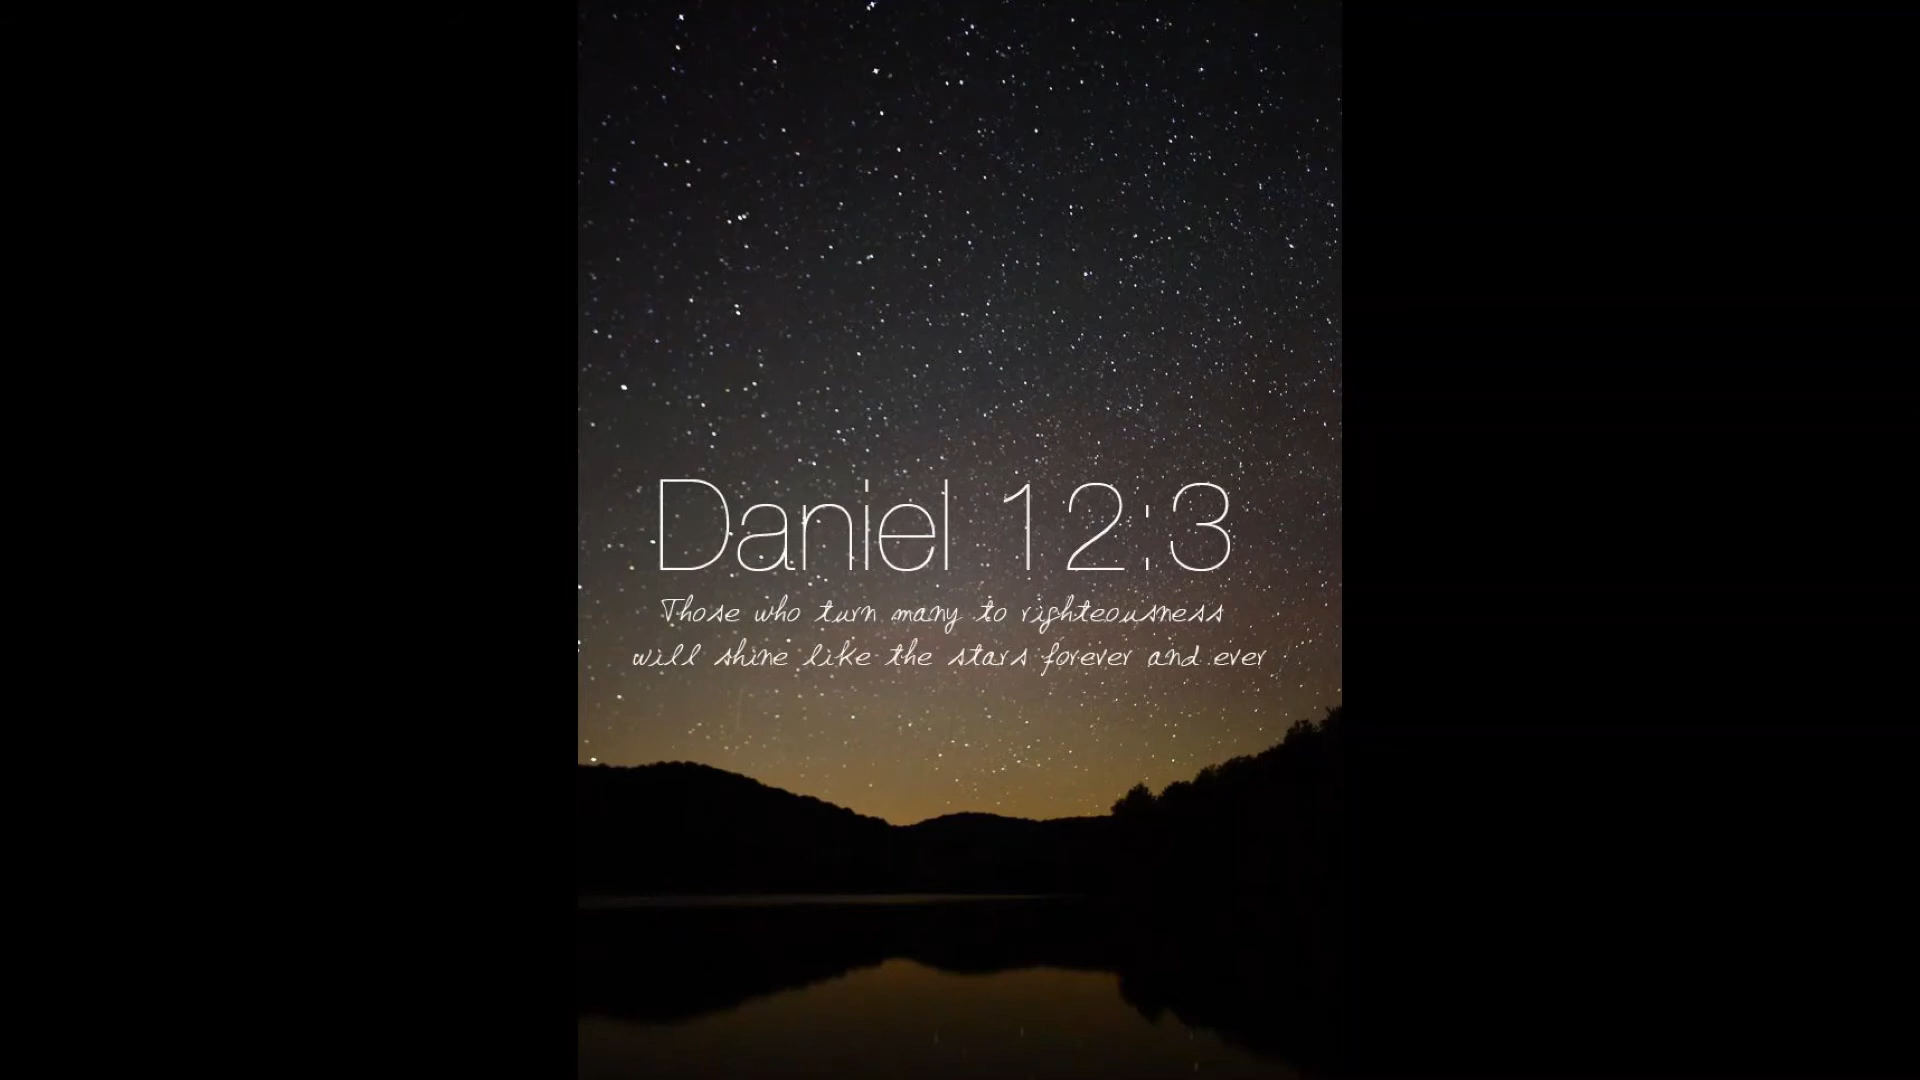 Daniel 12:3
Those who turn many to righteousness
will shine like the stars forever and ever